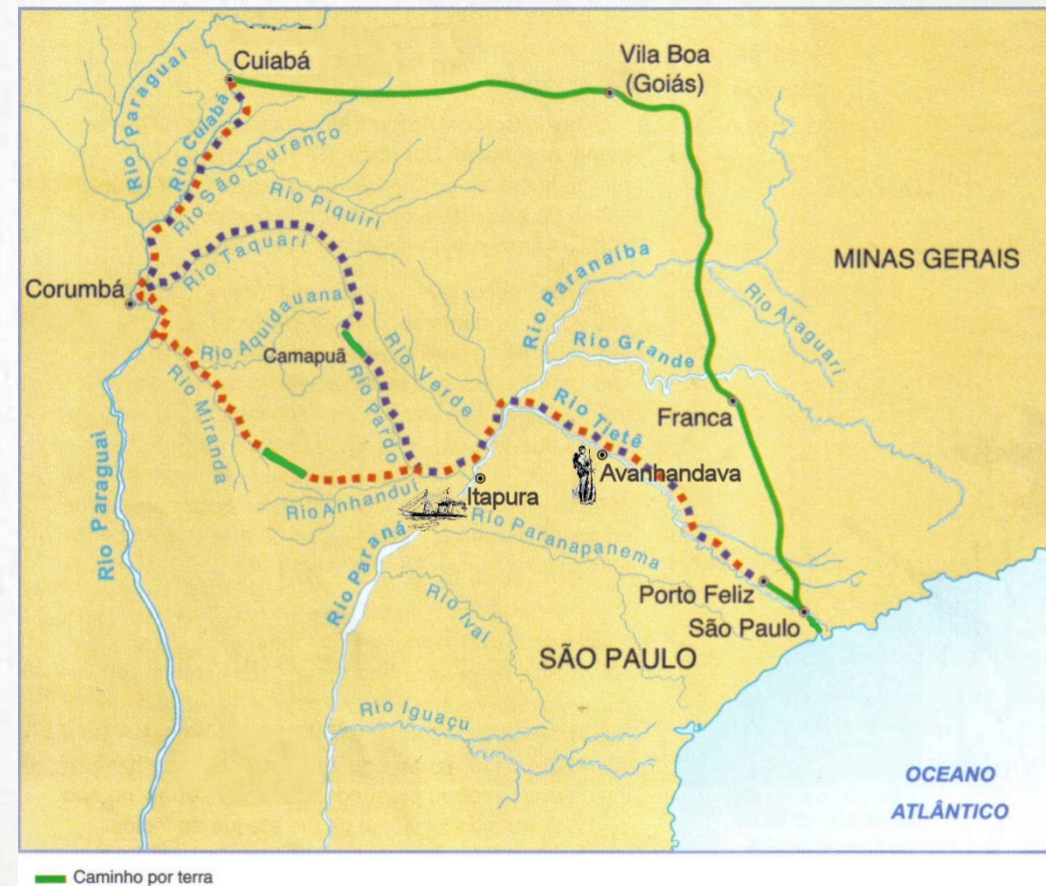 Cuiabá
Vila Boa
(Goiás)
Rio Paraguai
Rio Cuiabá
Rio São Lourenço
Rio Piquiri
Rio Taquari
Corumbá
Rio Aquidauana
Camapuã
Rio Verde
Rio Pardo
Rio Miranda
Rio Paranaíba
MINAS GERAIS
Rio Araguari
Rio Grande
Franca
Rio Tietê
Avanhandava
Itapura
Rio Anhanduí
Rio Paraguai
Rio Paraná
Rio Paranapanema
Porto Feliz
São Paulo
Rio Ivaí
SÃO PAULO
Rio Iguaçu
OCEANO
ATLÂNTICO
Caminho por terra